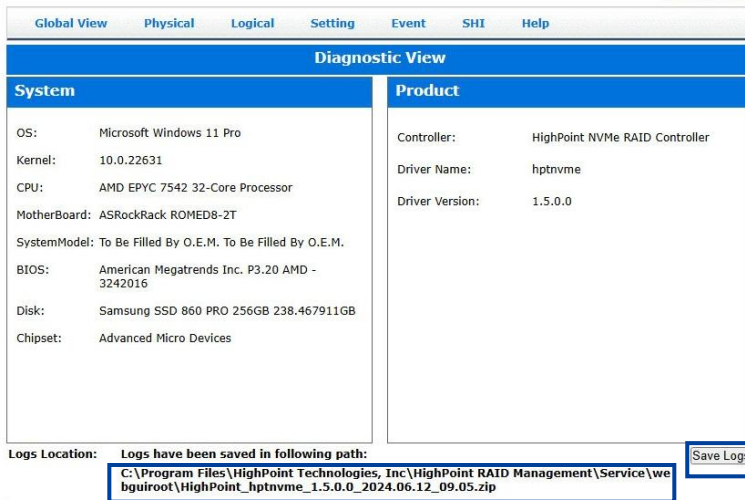 Global View Physical Logical Setting Event SHI Help
Diagnostic View
System
OS: Microsoft Windows 11 Pro
Kernel: 10.0.22631
CPU: AMD EPYC 7542 32-Core Processor
MotherBoard: ASRockRack ROMED8-2T
SystemModel: To Be Filled By O.E.M. To Be Filled By O.E.M.
BIOS: American Megatrends Inc. P3.20 AMD -
3242016
Disk: Samsung SSD 860 PRO 256GB 238.467911GB
Chipset: Advanced Micro Devices
Product
Controller: HighPoint NVMe RAID Controller
Driver Name: hptnvme
Driver Version: 1.5.0.0
Logs Location: Logs have been saved in following path:
C:\Program Files\HighPoint Technologies, Inc\HighPoint RAID Management\Service\we
bguiroot\HighPoint_hptnvme_1.5.0.0_2024.06.12_09.05.zip
Save Logs